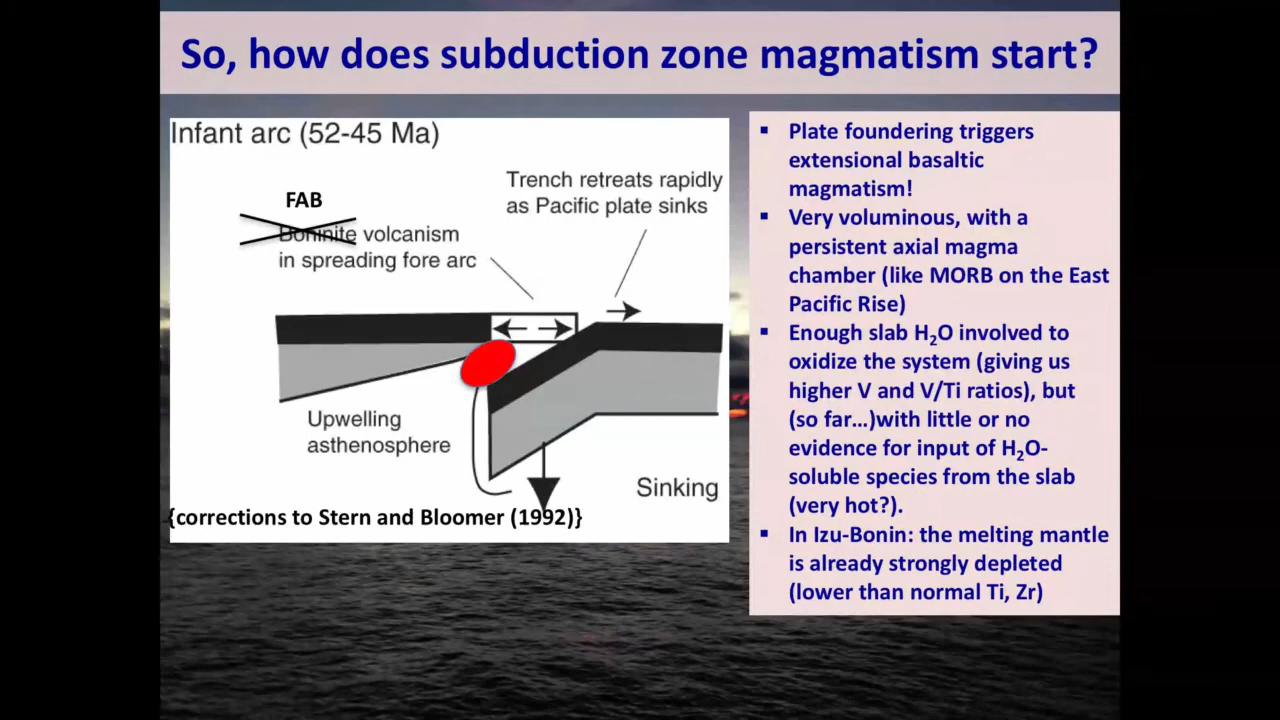 So, how does subduction zone magmatism start?
Infant arc (52-45 Ma)
Trench retreats rapidly
as Pacific plate sinks
FAB
Boninite volcanism
in spreading fore arc
Upwelling
asthenosphere
Sinking
{corrections to Stern and Bloomer (1992)}
▪ Plate foundering triggers
extensional basaltic
magmatism!
▪ Very voluminous, with a
persistent axial magma
chamber (like MORB on the East
Pacific Rise)
▪ Enough slab H₂O involved to
oxidize the system (giving us
higher V and V/Ti ratios), but
(so far…)with little or no
evidence for input of H₂O-
soluble species from the slab
(very hot?).
▪ In Izu-Bonin: the melting mantle
is already strongly depleted
(lower than normal Ti, Zr)